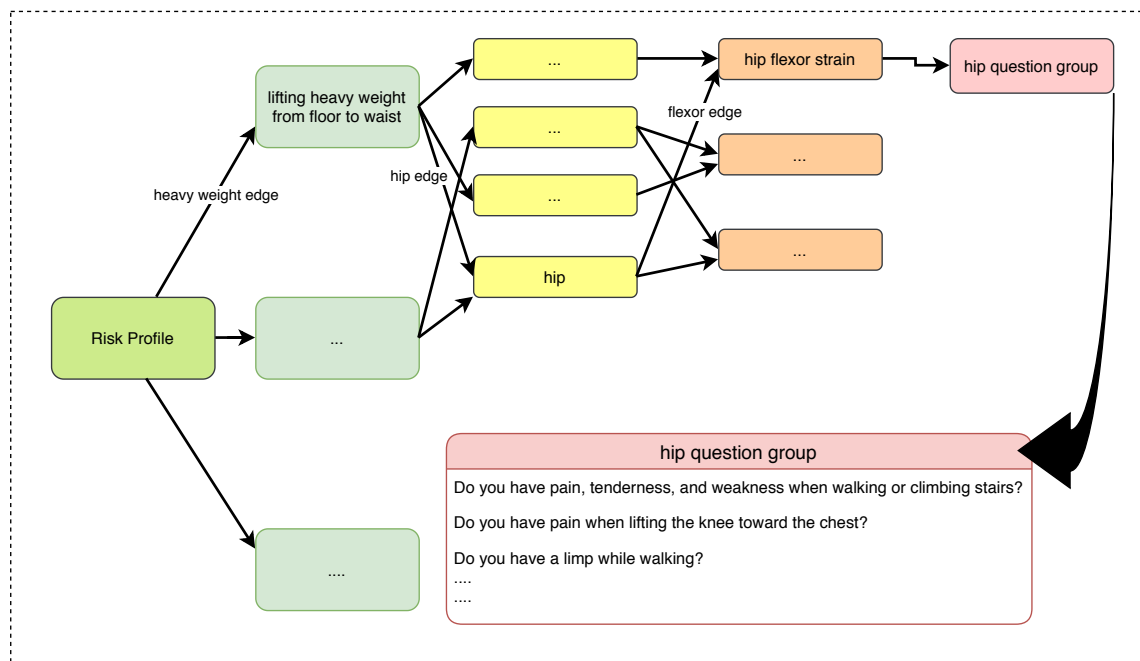 lifting heavy weight
from floor to waist
...
hip flexor strain
hip question group
flexor edge
...
...
hip edge
heavy weight edge
...
...
hip
Risk Profile
...
....
hip question group
Do you have pain, tenderness, and weakness when walking or climbing stairs?
Do you have pain when lifting the knee toward the chest?
Do you have a limp while walking?
....
....